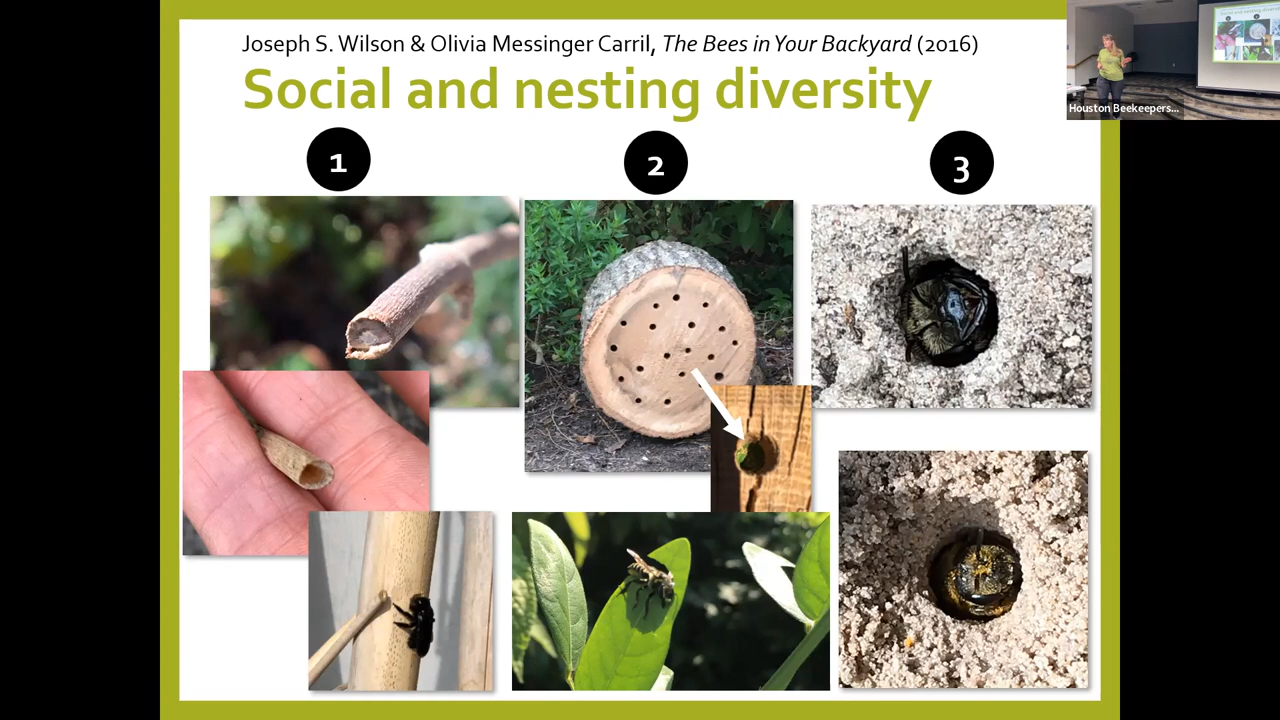 Joseph S. Wilson & Olivia Messinger Carril, The Bees in Your Backyard (2016)
Social and nesting diversity
1
2
3
Houston Beekeepers...